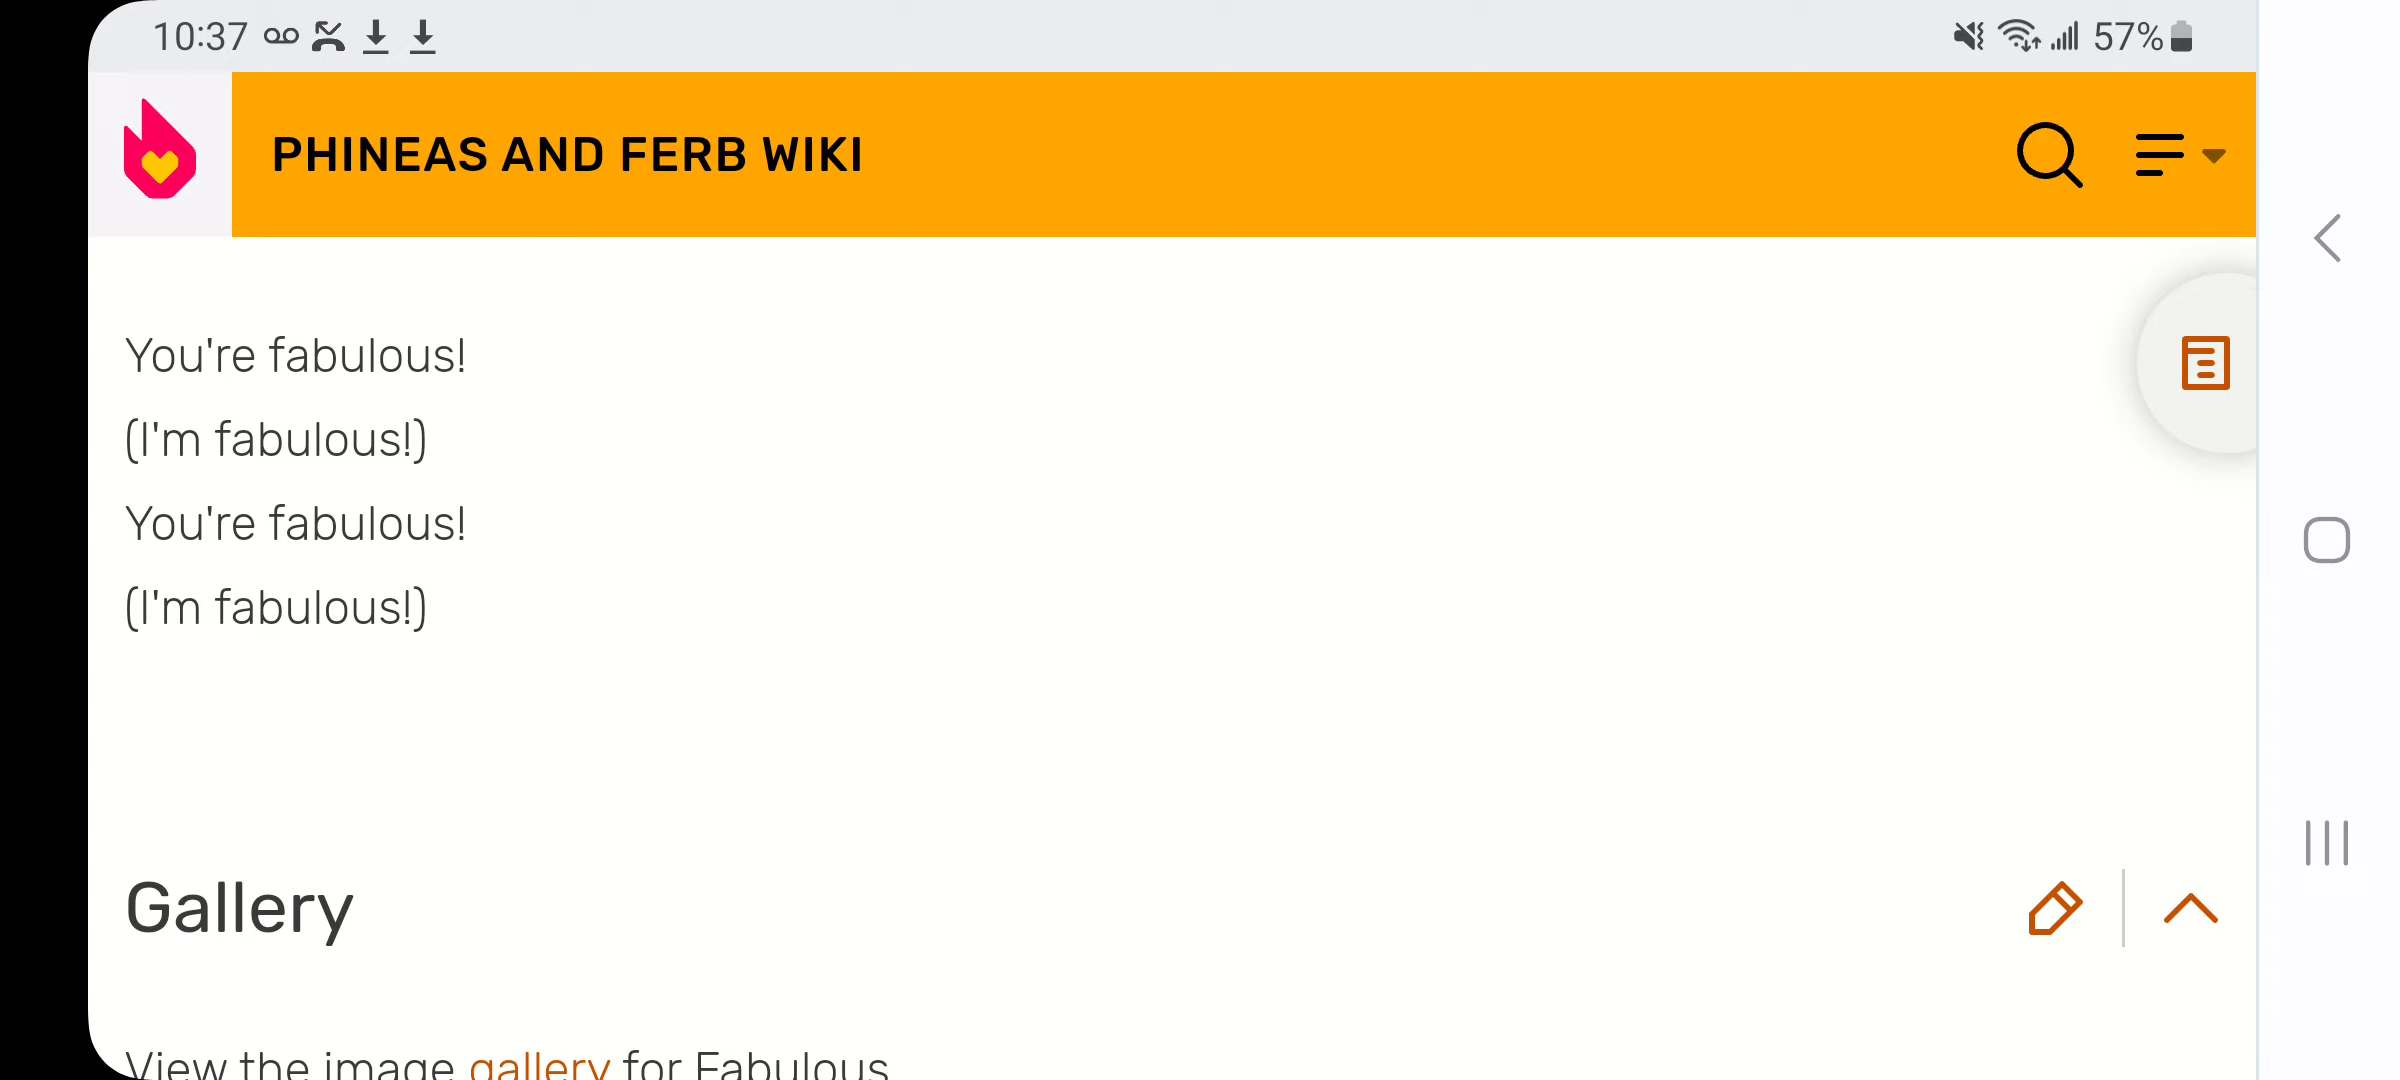 10:37
57%
PHINEAS AND FERB WIKI
You're fabulous!
(I'm fabulous!)
You're fabulous!
(I'm fabulous!)
Gallery
View the image gallery for Fabulous